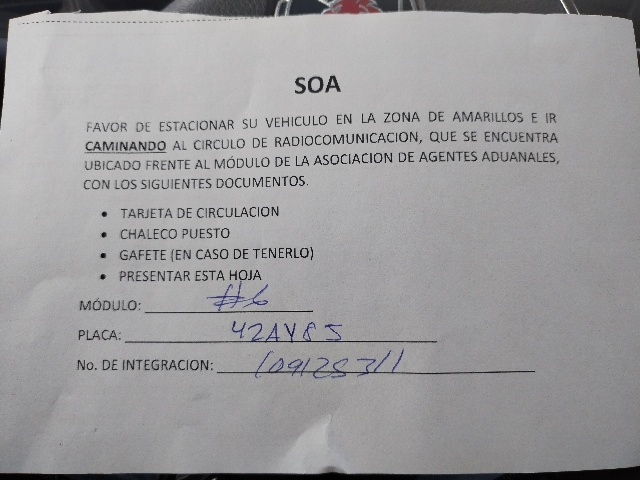 SOA
FAVOR DE ESTACIONAR SU VEHICULO EN LA ZONA DE AMARILLOS E IR
CAMINANDO AL CIRCULO DE RADIOCOMUNICACION, QUE SE ENCUENTRA
UBICADO FRENTE AL MÓDULO DE LA ASOCIACION DE AGENTES ADUANALES,
CON LOS SIGUIENTES DOCUMENTOS.
• TARJETA DE CIRCULACION
• CHALECO PUESTO
• GAFETE (EN CASO DE TENERLO)
• PRESENTAR ESTA HOJA
MÓDULO: #6
PLACA: 42AY8J
No. DE INTEGRACION: 10912S311